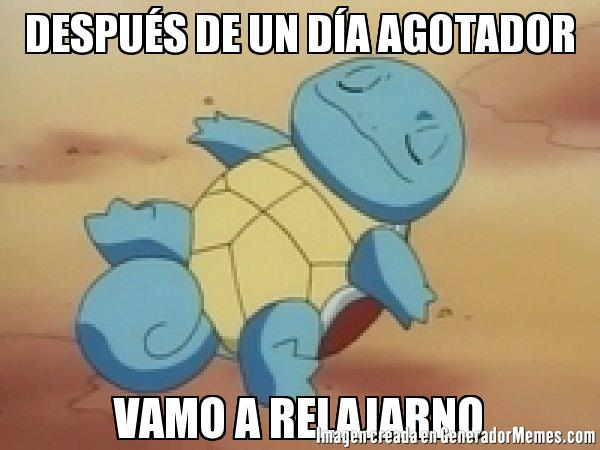 DESPUÉS DE UN DÍA AGOTADOR
VAMO A RELAJARNO
Imagen creada en GeneradorMemes.com